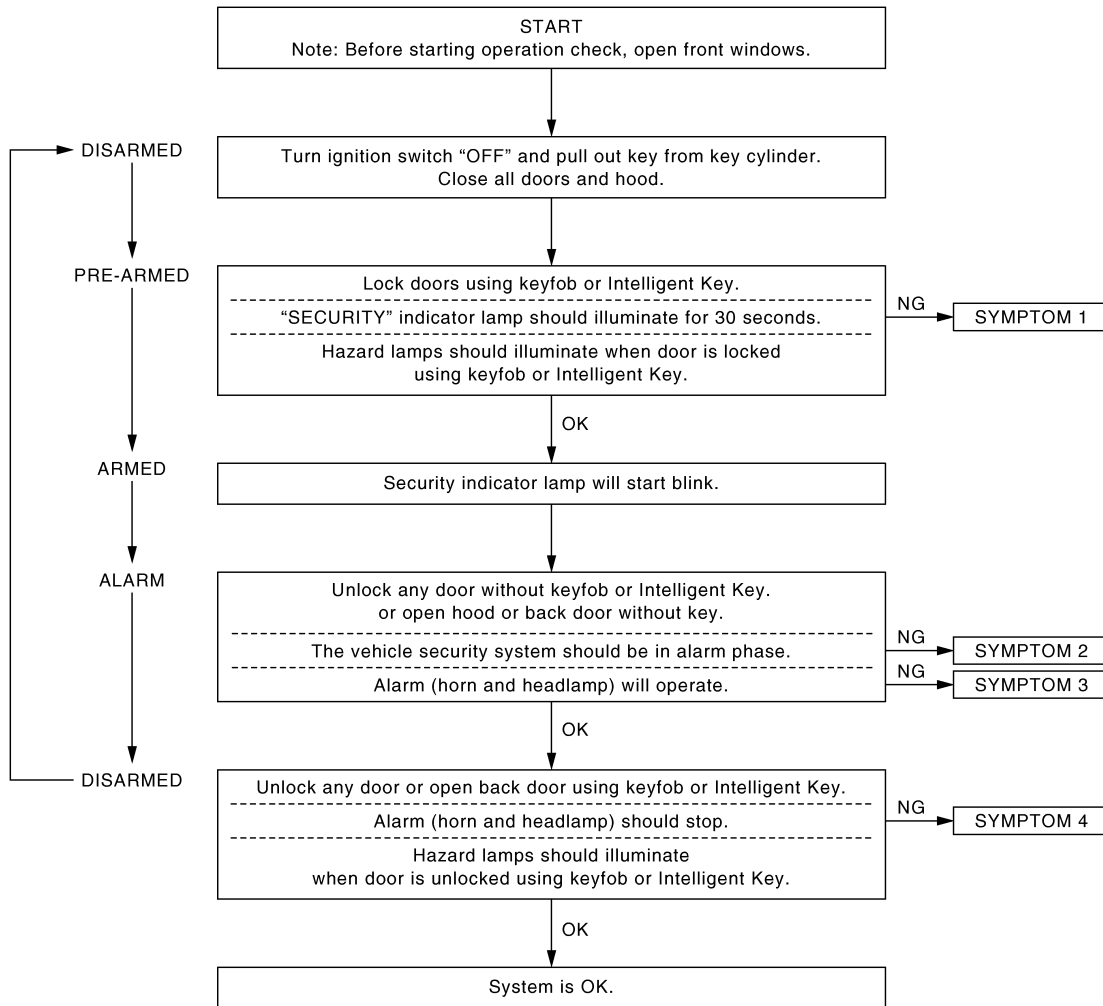 START
Note: Before starting operation check, open front windows.
DISARMED
Turn ignition switch “OFF” and pull out key from key cylinder.
Close all doors and hood.
PRE-ARMED
Lock doors using keyfob or Intelligent Key.
“SECURITY” indicator lamp should illuminate for 30 seconds.
NG
SYMPTOM 1
Hazard lamps should illuminate when door is locked
using keyfob or Intelligent Key.
OK
ARMED
Security indicator lamp will start blink.
ALARM
Unlock any door without keyfob or Intelligent Key.
or open hood or back door without key.
The vehicle security system should be in alarm phase.
NG
SYMPTOM 2
Alarm (horn and headlamp) will operate.
NG
SYMPTOM 3
OK
DISARMED
Unlock any door or open back door using keyfob or Intelligent Key.
Alarm (horn and headlamp) should stop.
NG
SYMPTOM 4
Hazard lamps should illuminate
when door is unlocked using keyfob or Intelligent Key.
OK
System is OK.